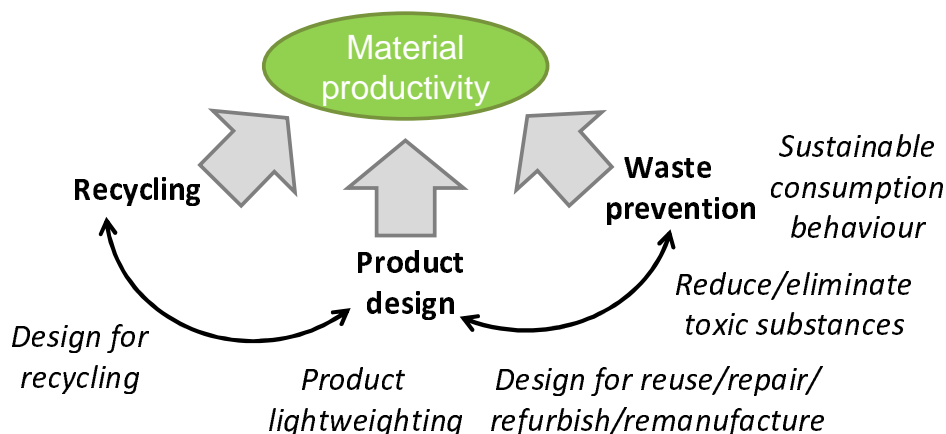 Material
productivity
Recycling
Waste
prevention
Sustainable
consumption
behaviour
Product
design
Reduce/eliminate
toxic substances
Design for
recycling
Product
lightweighting
Design for reuse/repair/
refurbish/remanufacture